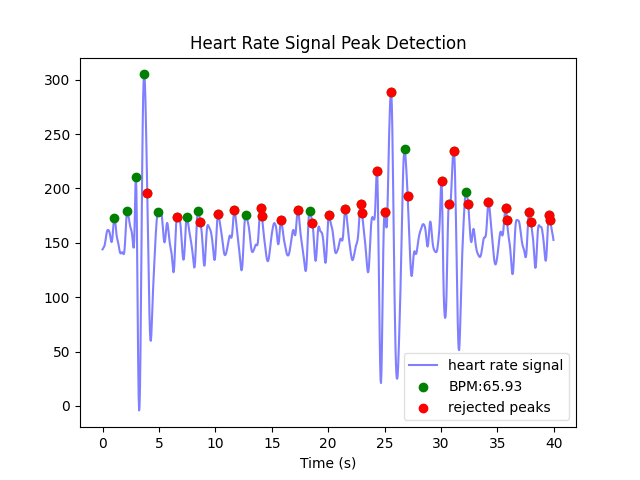 Heart Rate Signal Peak Detection
300
250
200
150
100
50
0
0 5 10 15 20 25 30 35 40
Time (s)
heart rate signal
BPM:65.93
rejected peaks